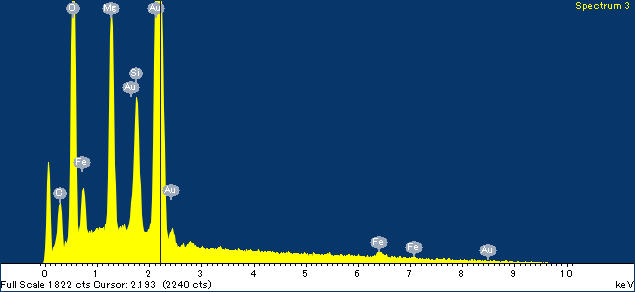 Spectrum 3
O Mg Au
Si
Au
Fe
Au
C
Fe
Fe
Au
0 1 2 3 4 5 6 7 8 9 10
Full Scale 1822 cts Cursor: 2.193 (2240 cts) keV